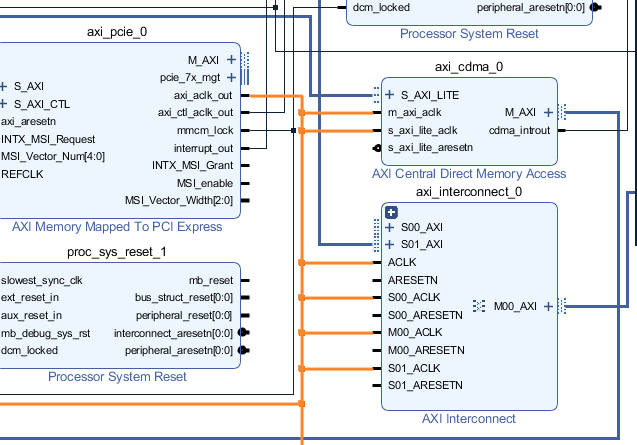 dcm_locked
peripheral_aresetn[0:0]
Processor System Reset
axi_pcie_0
M_AXI
pcie_7x_mgt
S_AXI
axi_aclk_out
S_AXI_CTL
axi_ctl_aclk_out
axi_aresetn
mmcm_lock
INTX_MSI_Request
interrupt_out
MSI_Vector_Num[4:0]
INTX_MSI_Grant
REFCLK
MSI_enable
MSI_Vector_Width[2:0]
AXI Memory Mapped To PCI Express
axi_cdma_0
S_AXI_LITE
m_axi_aclk
M_AXI
s_axi_lite_aclk
cdma_introut
s_axi_lite_aresetn
AXI Central Direct Memory Access
axi_interconnect_0
S00_AXI
S01_AXI
ACLK
ARESETN
S00_ACLK
M00_AXI
S00_ARESETN
M00_ACLK
M00_ARESETN
S01_ACLK
S01_ARESETN
AXI Interconnect
proc_sys_reset_1
slowest_sync_clk
mb_reset
ext_reset_in
bus_struct_reset[0:0]
aux_reset_in
peripheral_reset[0:0]
mb_debug_sys_rst
interconnect_aresetn[0:0]
dcm_locked
peripheral_aresetn[0:0]
Processor System Reset